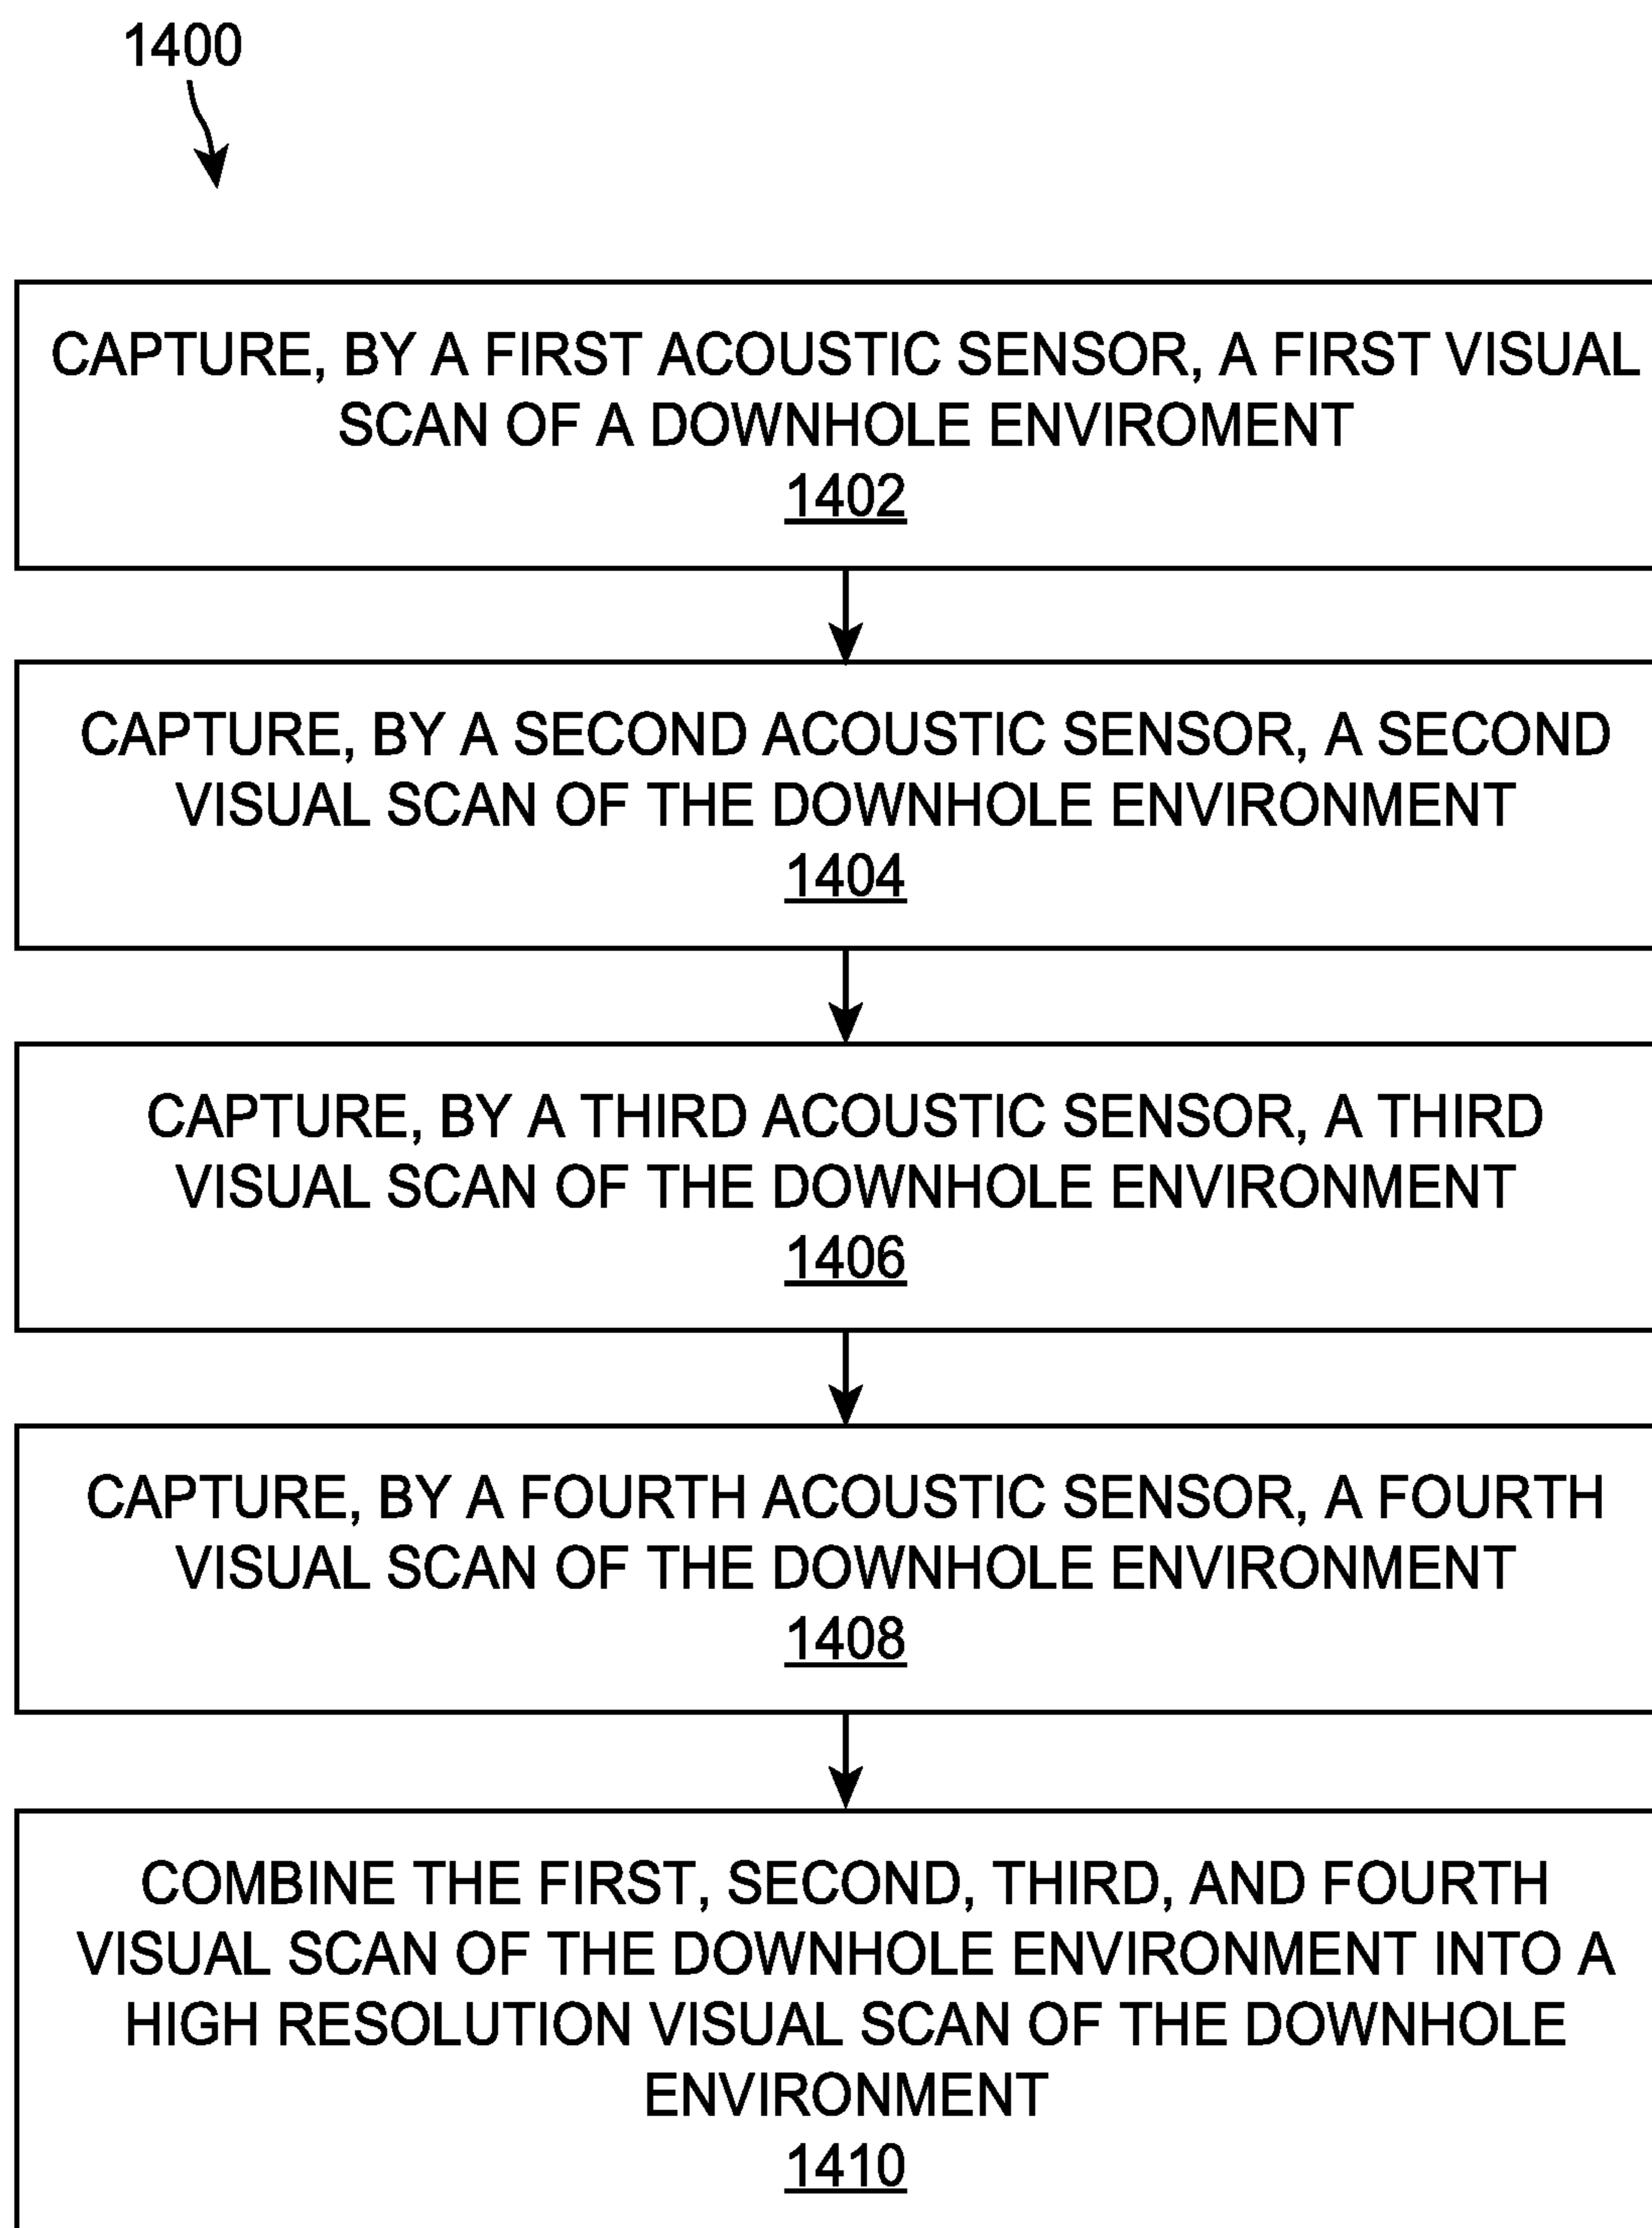 1400
CAPTURE, BY A FIRST ACOUSTIC SENSOR, A FIRST VISUAL
SCAN OF A DOWNHOLE ENVIROMENT
1402
CAPTURE, BY A SECOND ACOUSTIC SENSOR, A SECOND
VISUAL SCAN OF THE DOWNHOLE ENVIRONMENT
1404
CAPTURE, BY A THIRD ACOUSTIC SENSOR, A THIRD
VISUAL SCAN OF THE DOWNHOLE ENVIRONMENT
1406
CAPTURE, BY A FOURTH ACOUSTIC SENSOR, A FOURTH
VISUAL SCAN OF THE DOWNHOLE ENVIRONMENT
1408
COMBINE THE FIRST, SECOND, THIRD, AND FOURTH
VISUAL SCAN OF THE DOWNHOLE ENVIRONMENT INTO A
HIGH RESOLUTION VISUAL SCAN OF THE DOWNHOLE
ENVIRONMENT
1410